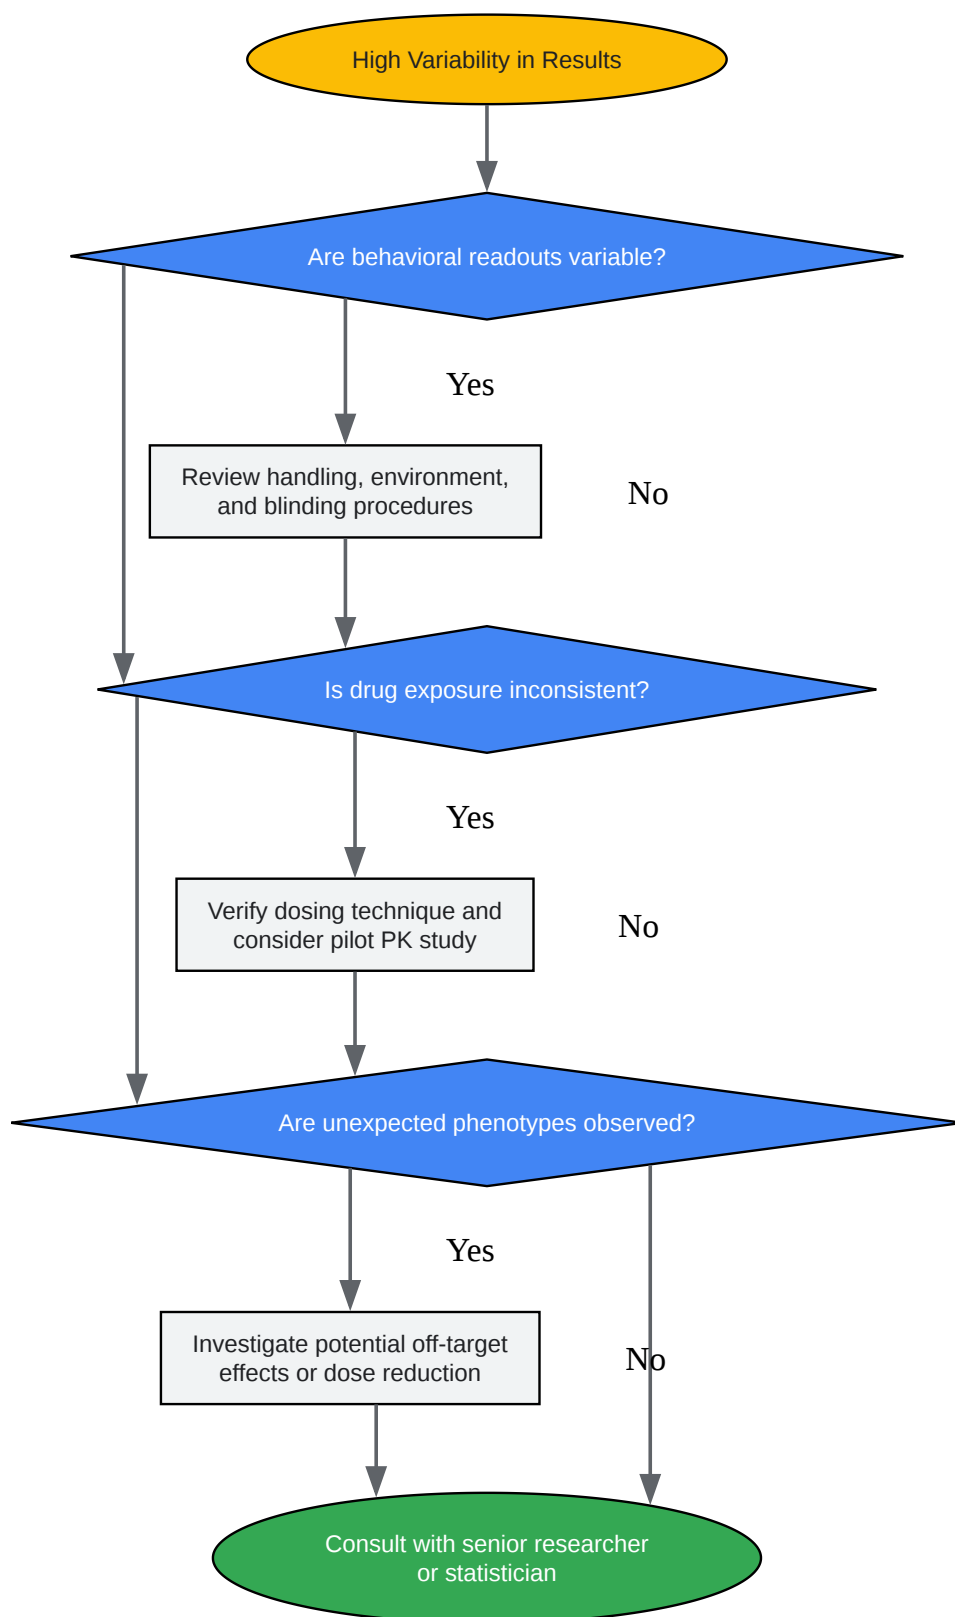 High Variability in Results
Are behavioral readouts variable?
Yes
Review handling, environment,
and blinding procedures
No
Is drug exposure inconsistent?
Yes
Verify dosing technique and
consider pilot PK study
No
Are unexpected phenotypes observed?
Yes
Investigate potential off-target
effects or dose reduction
No
Consult with senior researcher
or statistician